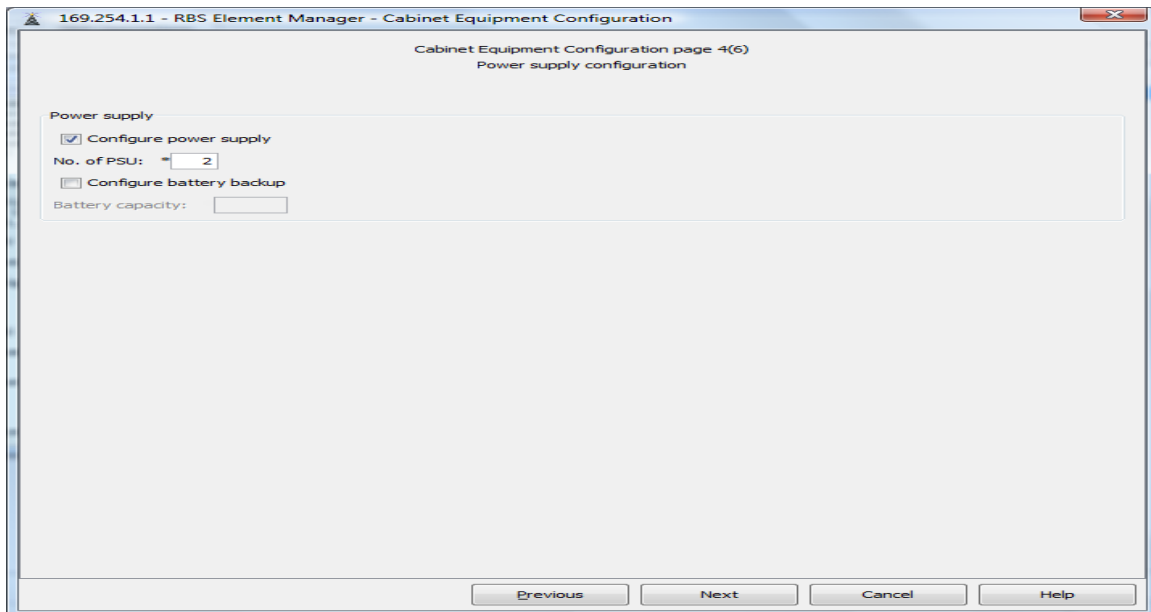 169.254.1.1 - RBS Element Manager - Cabinet Equipment Configuration
Cabinet Equipment Configuration page 4(6)
Power supply configuration
Power supply
Configure power supply
No. of PSU: * 2
Configure battery backup
Battery capacity:
Previous Next Cancel Help